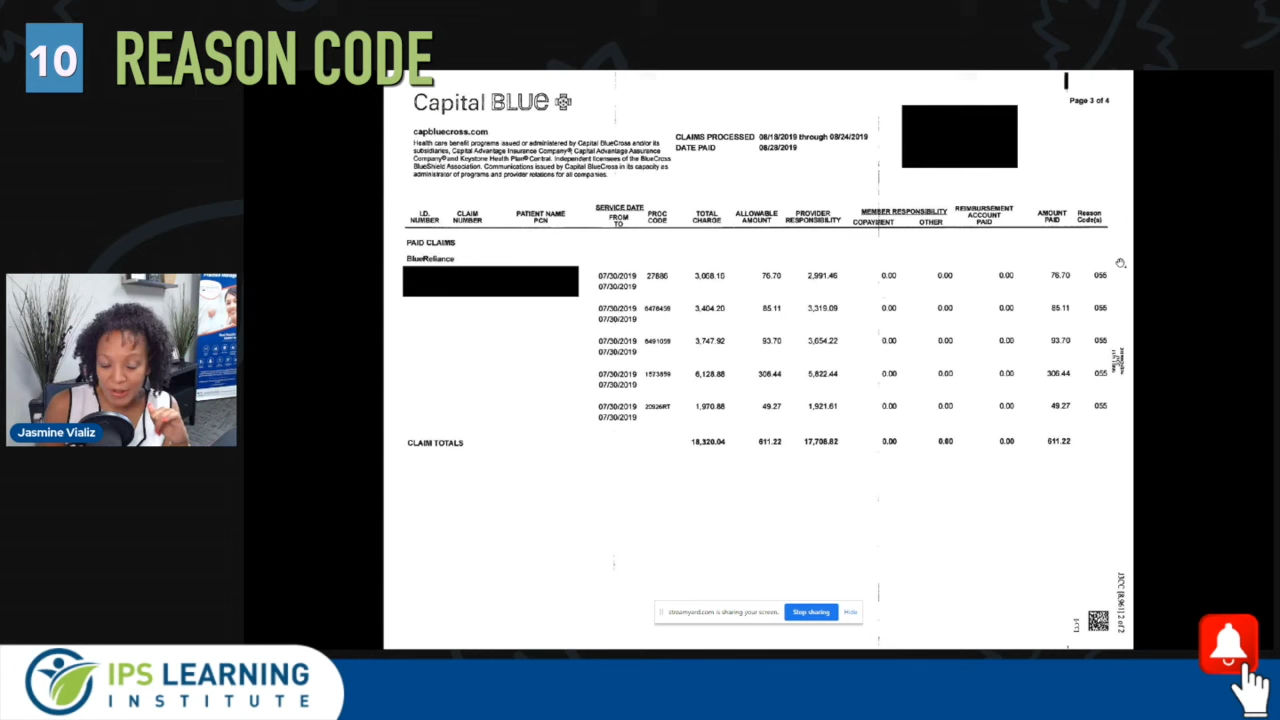 10 REASON CODE
Capital BLUE
Page 3 of 4
capbluecross.com
Health care benefit programs issued or administered by Capital BlueCross and/or its
subsidiaries, Capital Advantage Insurance Company®, Capital Advantage Assurance
Company® and Keystone Health Plan® Central. Independent licensees of the BlueCross
BlueShield Association. Communications issued by Capital BlueCross in its capacity as
administrator of programs and provider relations for all companies.
CLAIMS PROCESSED 08/18/2019 through 08/24/2019
DATE PAID 08/28/2019
I.D. NUMBER CLAIM NUMBER PATIENT NAME PCN SERVICE DATE FROM TO PROC CODE TOTAL CHARGE ALLOWABLE AMOUNT PROVIDER RESPONSIBILITY MEMBER RESPONSIBILITY COPAYMENT OTHER REIMBURSEMENT ACCOUNT PAID AMOUNT PAID Reason Code(s)
PAID CLAIMS
BlueReliance
07/30/2019 27886 3,068.16 76.70 2,991.46 0.00 0.00 0.00 76.70 055
07/30/2019
07/30/2019 6476459 3,404.20 85.11 3,319.09 0.00 0.00 0.00 85.11 055
07/30/2019
07/30/2019 6491059 3,747.92 93.70 3,654.22 0.00 0.00 0.00 93.70 055
07/30/2019
07/30/2019 1573859 6,128.88 306.44 5,822.44 0.00 0.00 0.00 306.44 055
07/30/2019
07/30/2019 20926RT 1,970.88 49.27 1,921.61 0.00 0.00 0.00 49.27 055
07/30/2019
CLAIM TOTALS 18,320.04 611.22 17,708.82 0.00 0.00 0.00 611.22
Jasmine Vializ
streamyard.com is sharing your screen. Stop sharing Hide
2 of 2
IPS LEARNING
INSTITUTE